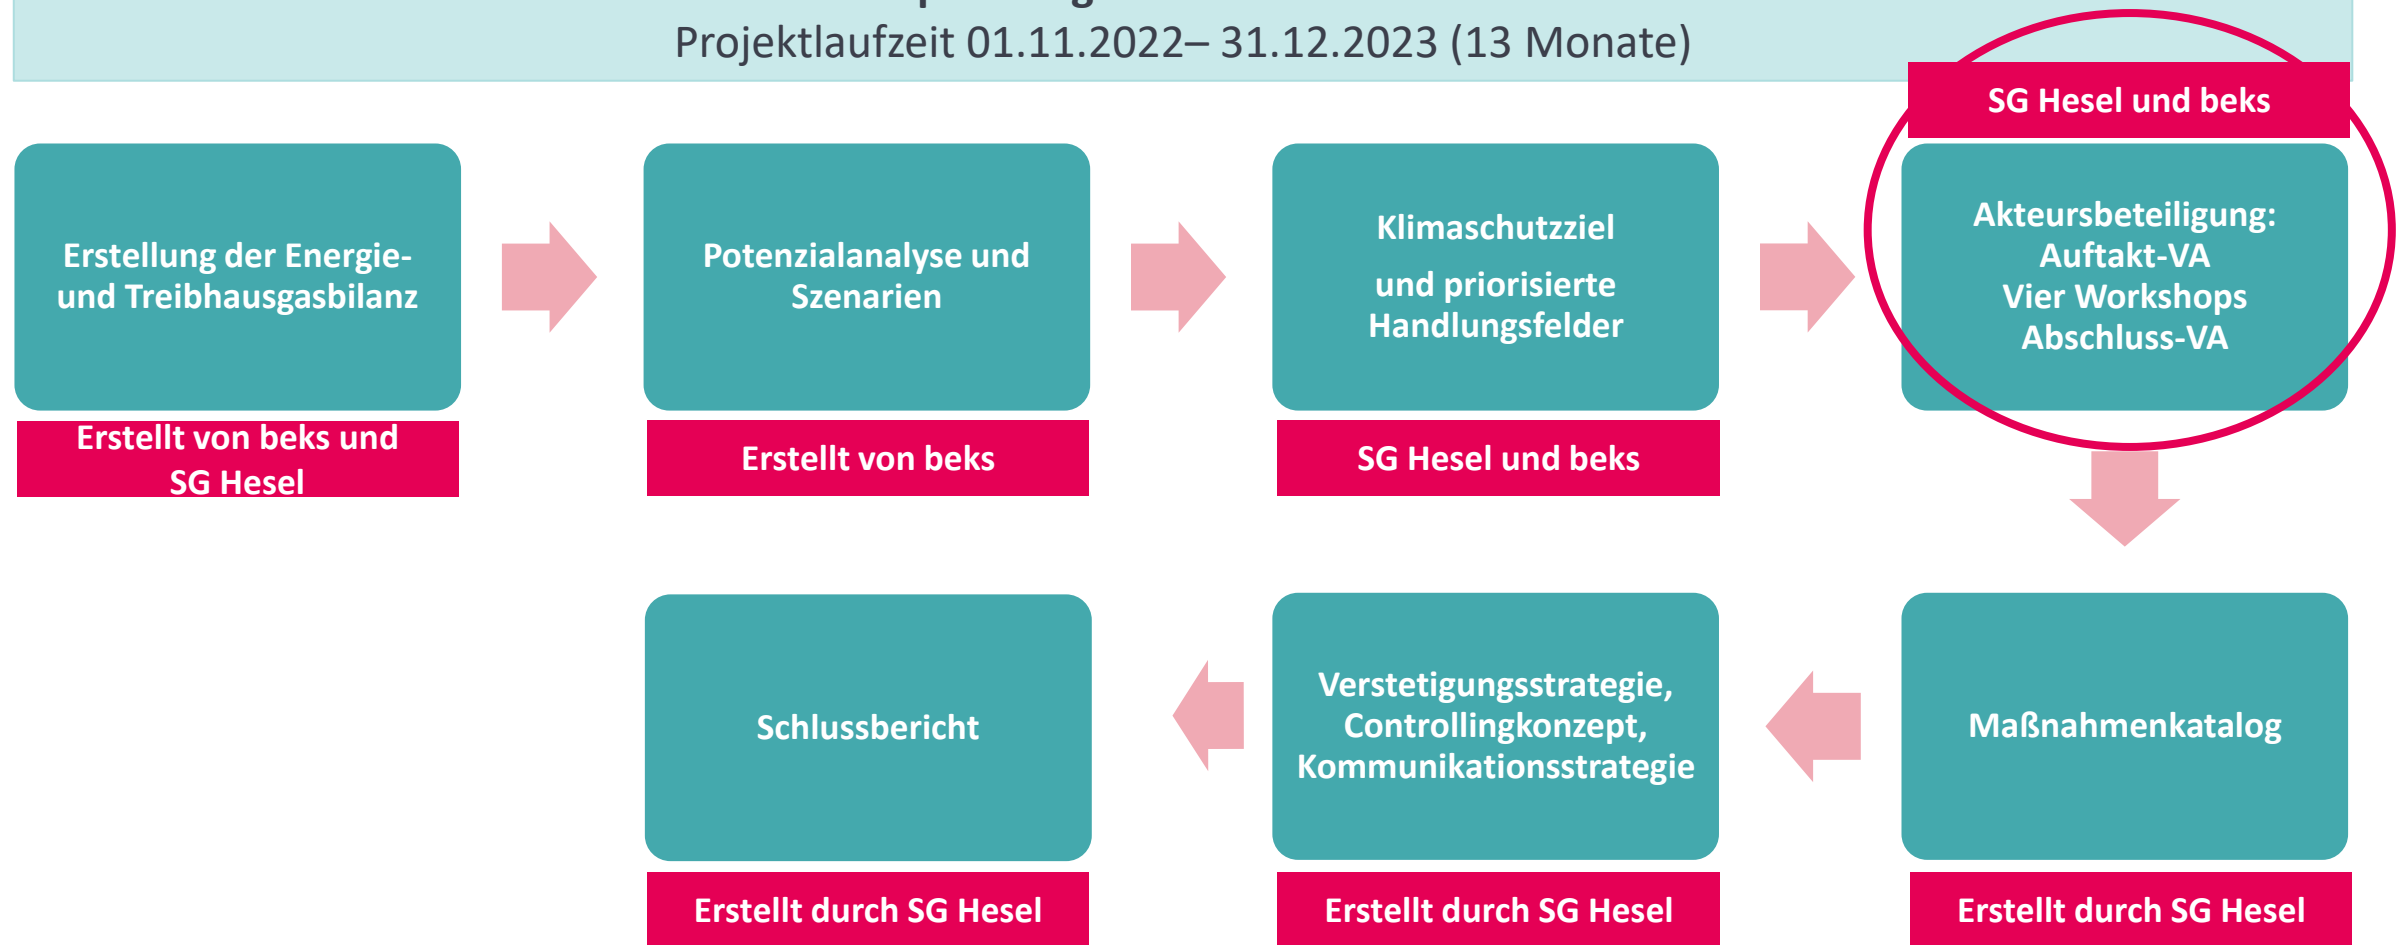 Projektlaufzeit 01.11.2022– 31.12.2023 (13 Monate)
SG Hesel und beks
Erstellung der Energie-
und Treibhausgasbilanz
Erstellt von beks und
SG Hesel
Potenzialanalyse und
Szenarien
Erstellt von beks
Klimaschutzziel
und priorisierte
Handlungsfelder
SG Hesel und beks
Akteursbeteiligung:
Auftakt-VA
Vier Workshops
Abschluss-VA
Schlussbericht
Erstellt durch SG Hesel
Verstetigungsstrategie,
Controllingkonzept,
Kommunikationsstrategie
Erstellt durch SG Hesel
Maßnahmenkatalog
Erstellt durch SG Hesel